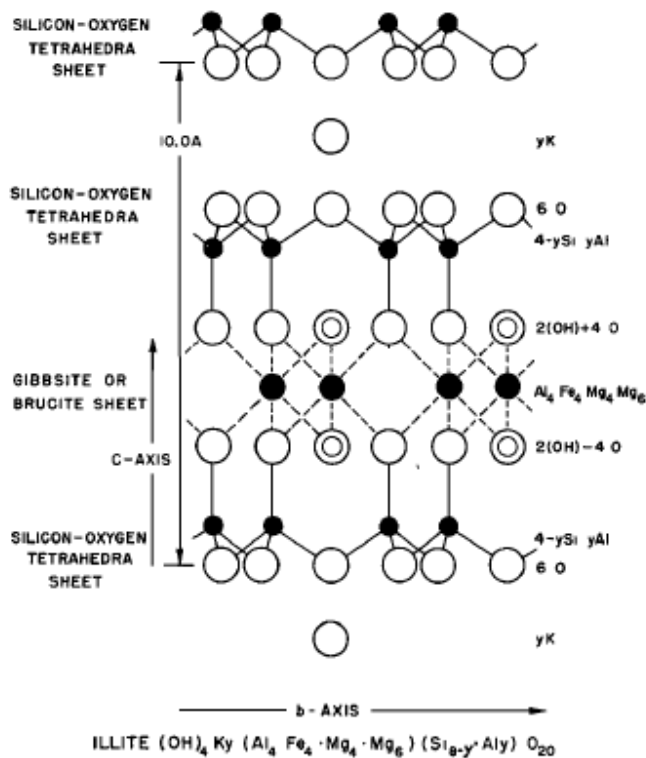 SILICON-OXYGEN
TETRAHEDRA
SHEET
10.0A
yK
SILICON-OXYGEN
TETRAHEDRA
SHEET
6 O
4-ySi yAl
2(OH)+4 O
GIBBSITE OR
BRUCITE SHEET
Al₄ Fe₄ Mg₄ Mg₆
C-AXIS
2(OH)–4 O
SILICON-OXYGEN
TETRAHEDRA
SHEET
4-ySi yAl
6 O
yK
b-AXIS
ILLITE (OH)₄ Ky (Al₄ Fe₄·Mg₄·Mg₆) (Si₈₋y·Aly) O₂₀